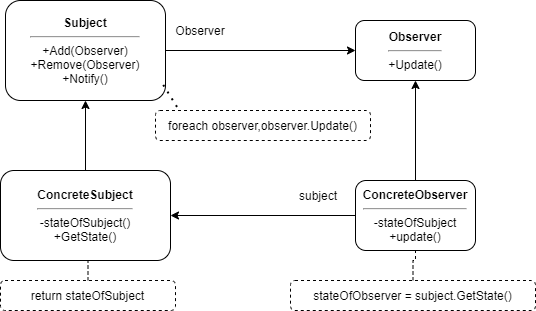 Subject
+Add(Observer)
+Remove(Observer)
+Notify()
Observer
Observer
+Update()
foreach observer,observer.Update()
ConcreteSubject
-stateOfSubject()
+GetState()
subject
ConcreteObserver
-stateOfSubject
+update()
return stateOfSubject
stateOfObserver = subject.GetState()